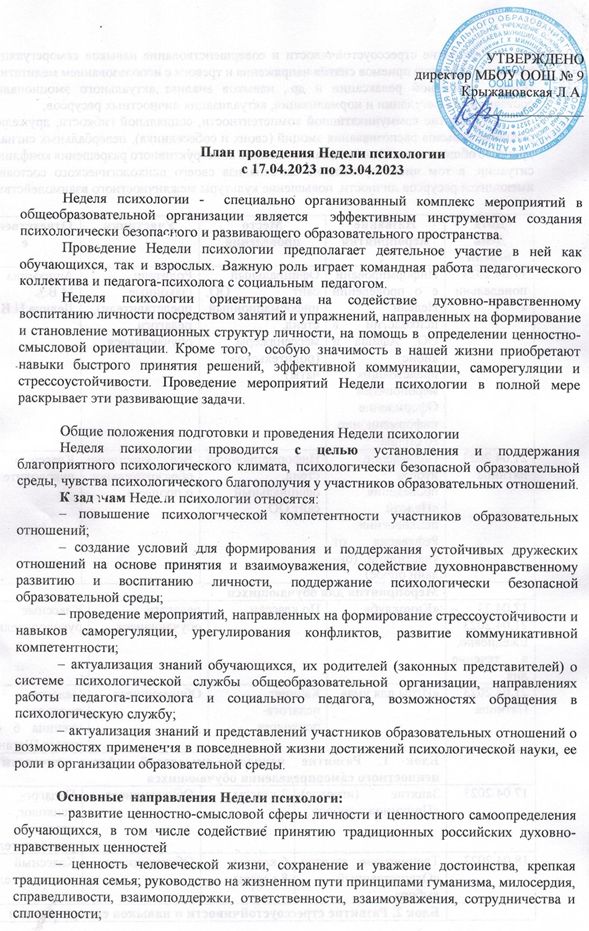 УТВЕРЖДЕНО
директор МБОУ ООШ № 9
Крыжановская Л.А.
План проведения Недели психологии
с 17.04.2023 по 23.04.2023
Неделя психологии - специально организованный комплекс мероприятий в
общеобразовательной организации является эффективным инструментом создания
психологически безопасного и развивающего образовательного пространства.
Проведение Недели психологии предполагает деятельное участие в ней как
обучающихся, так и взрослых. Важную роль играет командная работа педагогического
коллектива и педагога-психолога с социальным педагогом.
Неделя психологии ориентирована на содействие духовно-нравственному
воспитанию личности посредством занятий и упражнений, направленных на формирование
и становление мотивационных структур личности, на помощь в определении ценностно-
смысловой ориентации. Кроме того, особую значимость в нашей жизни приобретают
навыки быстрого принятия решений, эффективной коммуникации, саморегуляции и
стрессоустойчивости. Проведение мероприятий Недели психологии в полной мере
раскрывает эти развивающие задачи.
Общие положения подготовки и проведения Недели психологии
Неделя психологии проводится с целью установления и поддержания
благоприятного психологического климата, психологически безопасной образовательной
среды, чувства психологического благополучия у участников образовательных отношений.
К задачам Недели психологии относятся:
– повышение психологической компетентности участников образовательных
отношений;
– создание условий для формирования и поддержания устойчивых дружеских
отношений на основе принятия и взаимоуважения, содействие духовнонравственному
развитию и воспитанию личности, поддержание психологически безопасной
образовательной среды;
– проведение мероприятий, направленных на формирование стрессоустойчивости и
навыков саморегуляции, урегулирования конфликтов, развитие коммуникативной
компетентности;
– актуализация знаний обучающихся, их родителей (законных представителей) о
системе психологической службы общеобразовательной организации, направлениях
работы педагога-психолога и социального педагога, возможностях обращения в
психологическую службу;
– актуализация знаний и представлений участников образовательных отношений о
возможностях применения в повседневной жизни достижений психологической науки, ее
роли в организации образовательной среды.
Основные направления Недели психологи:
– развитие ценностно-смысловой сферы личности и ценностного самоопределения
обучающихся, в том числе содействие принятию традиционных российских духовно-
нравственных ценностей
– ценность человеческой жизни, сохранение и уважение достоинства, крепкая
традиционная семья; руководство на жизненном пути принципами гуманизма, милосердия,
справедливости, взаимоподдержки, ответственности, взаимоуважения, сотрудничества и
сплоченности;